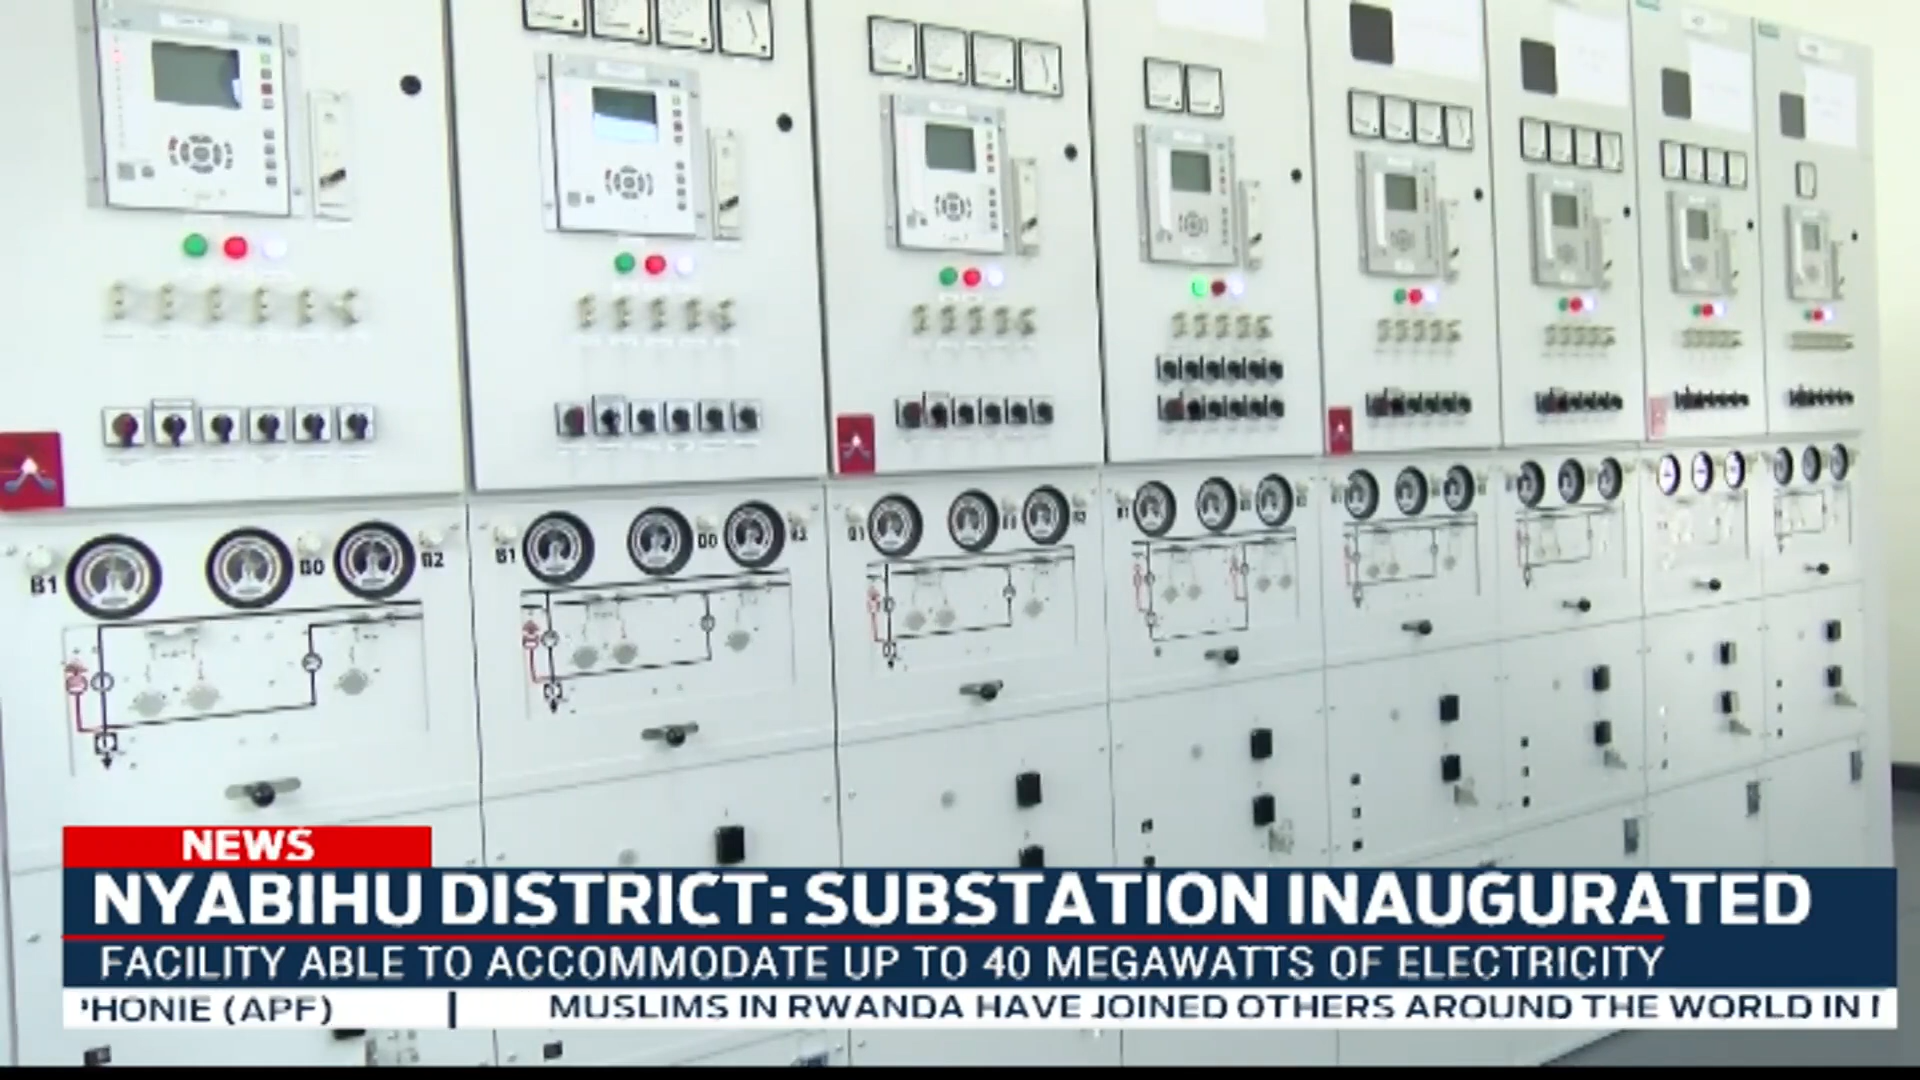 B1
B0
B2
B1
B0
B1
NEWS
NYABIHU DISTRICT: SUBSTATION INAUGURATED
FACILITY ABLE TO ACCOMMODATE UP TO 40 MEGAWATTS OF ELECTRICITY
HONIE (APF) | MUSLIMS IN RWANDA HAVE JOINED OTHERS AROUND THE WORLD IN